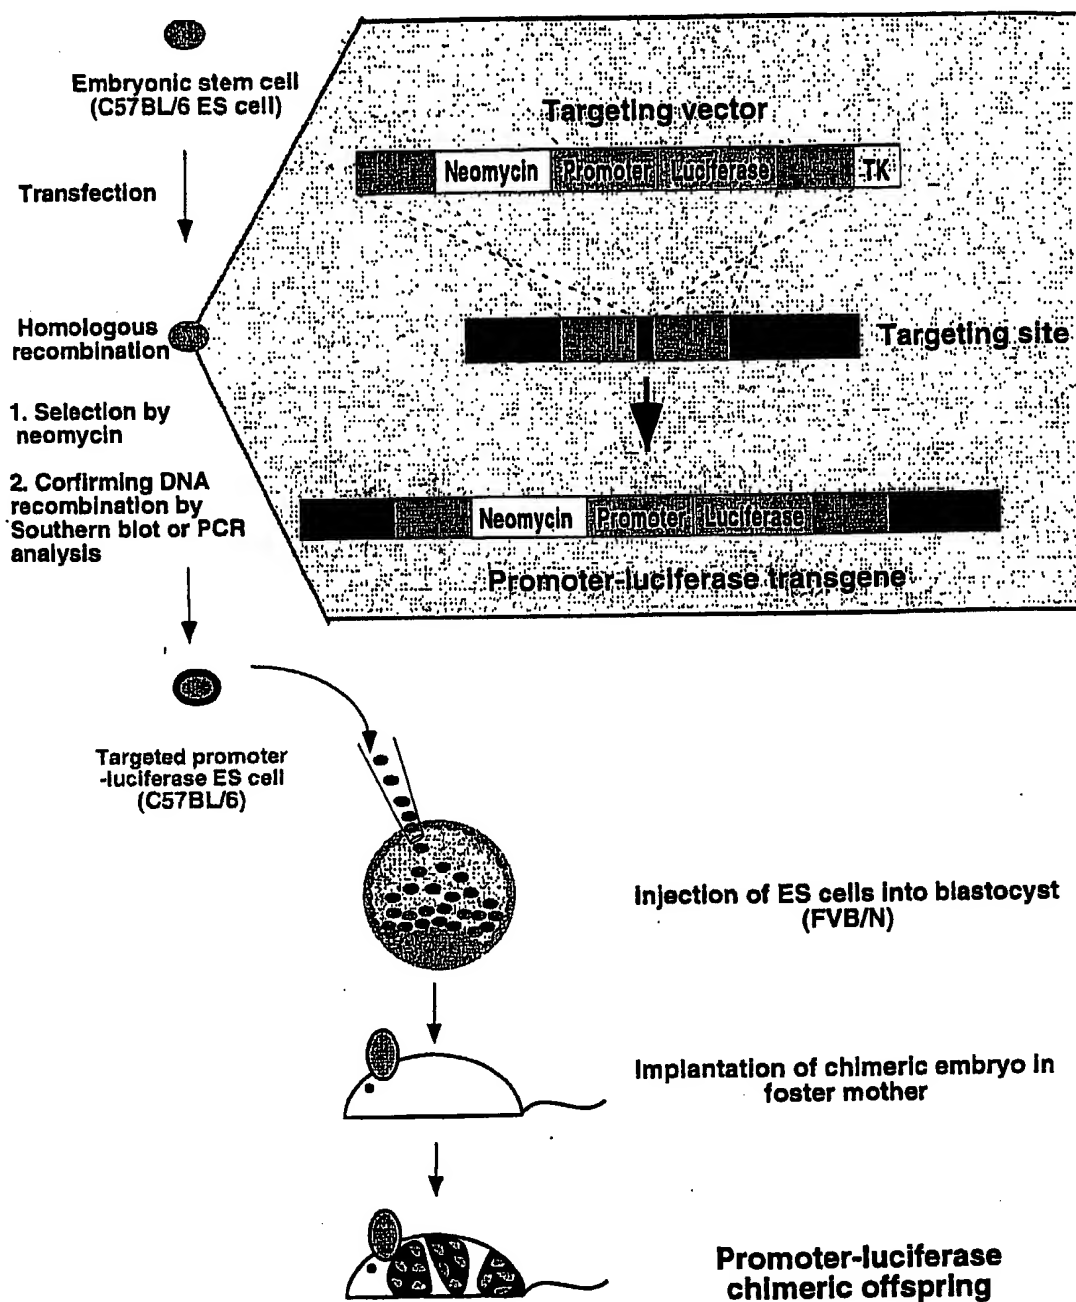 Embryonic stem cell
(C57BL/6 ES cell)
Transfection
Homologous
recombination
1. Selection by
neomycin
2. Corfirming DNA
recombination by
Southern blot or PCR
analysis
Targeting vector
Neomycin Promoter Luciferase TK
Targeting site
Neomycin Promoter Luciferase
Promoter-luciferase transgene
Targeted promoter
-luciferase ES cell
(C57BL/6)
Injection of ES cells into blastocyst
(FVB/N)
Implantation of chimeric embryo in
foster mother
Promoter-luciferase
chimeric offspring